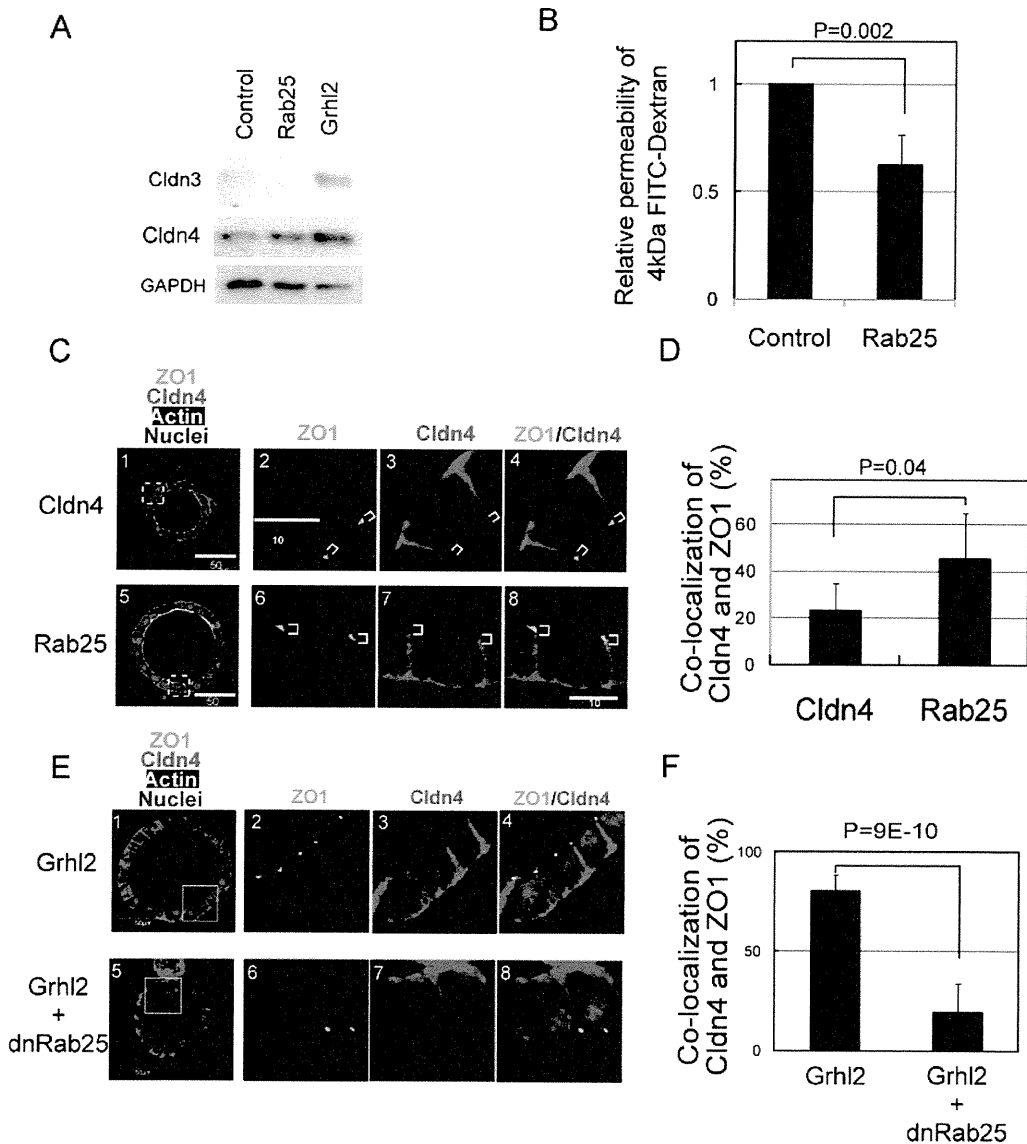 A
Control
Rab25
Grhl2
Cldn3
Cldn4
GAPDH
B
P=0.002
Relative permeability of
4kDa FITC-Dextran
1
0.5
0
Control
Rab25
C
ZO1
Cldn4
Actin
Nuclei
ZO1
Cldn4
ZO1/Cldn4
Cldn4
1
50
2
10
3
4
Rab25
5
50
6
7
8
10
D
P=0.04
Co-localization of
Cldn4 and ZO1 (%)
60
40
20
0
Cldn4
Rab25
E
ZO1
Cldn4
Actin
Nuclei
ZO1
Cldn4
ZO1/Cldn4
Grhl2
1
2
3
4
Grhl2
+
dnRab25
5
6
7
8
F
P=9E-10
Co-localization of
Cldn4 and ZO1 (%)
100
50
0
Grhl2
Grhl2
+
dnRab25